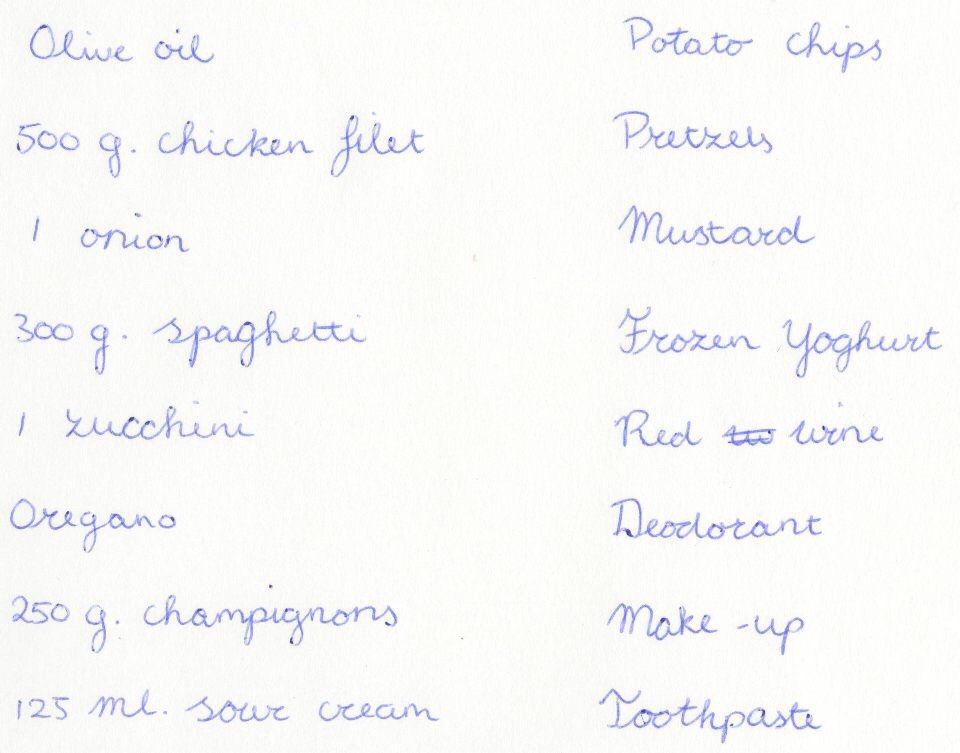 Olive oil
500 g. chicken filet
1 onion
300 g. spaghetti
1 zucchini
Oregano
250 g. champignons
125 ml. sour cream
Potato chips
Pretzels
Mustard
Frozen Yoghurt
Red wine
Deodorant
Make-up
Toothpaste